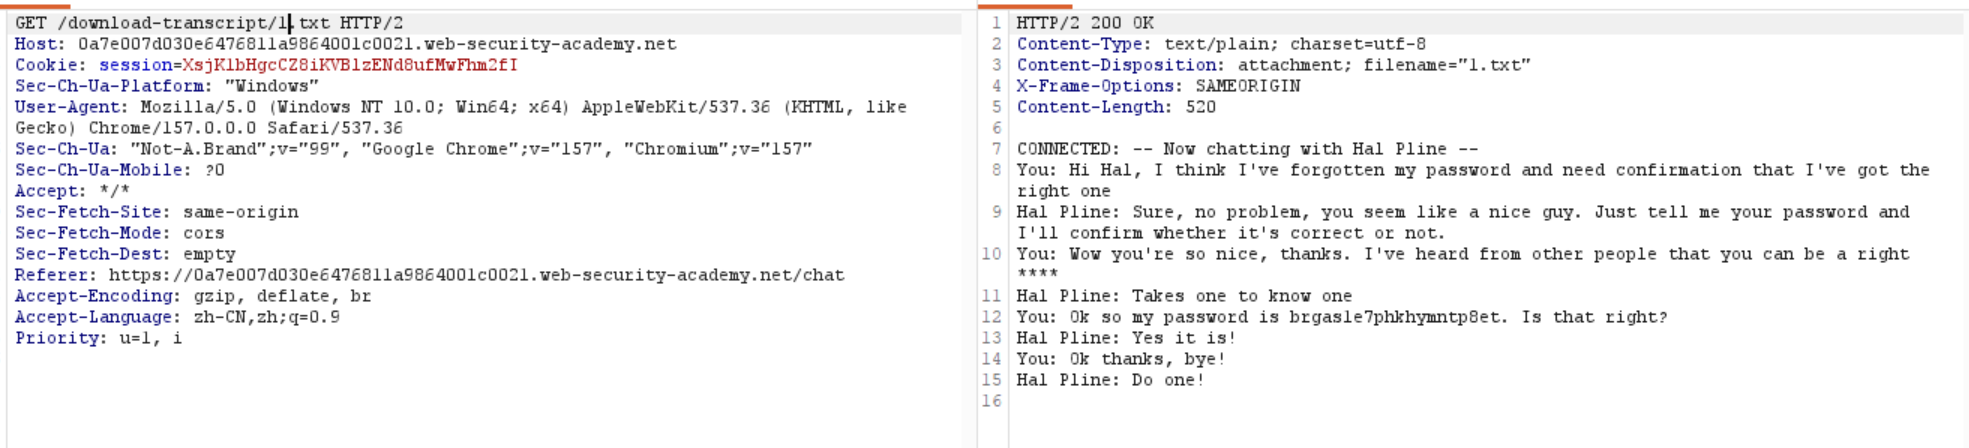 GET /download-transcript/1.txt HTTP/2
Host: 0a7e007d030e6476811a9864001c0021.web-security-academy.net
Cookie: session=XsjKlbHgcCZ8iKVBlzENd8ufMwFhm2fI
Sec-Ch-Ua-Platform: "Windows"
User-Agent: Mozilla/5.0 (Windows NT 10.0; Win64; x64) AppleWebKit/537.36 (KHTML, like
Gecko) Chrome/157.0.0.0 Safari/537.36
Sec-Ch-Ua: "Not-A.Brand";v="99", "Google Chrome";v="157", "Chromium";v="157"
Sec-Ch-Ua-Mobile: ?0
Accept: */*
Sec-Fetch-Site: same-origin
Sec-Fetch-Mode: cors
Sec-Fetch-Dest: empty
Referer: https://0a7e007d030e6476811a9864001c0021.web-security-academy.net/chat
Accept-Encoding: gzip, deflate, br
Accept-Language: zh-CN,zh;q=0.9
Priority: u=1, i
1 HTTP/2 200 OK
2 Content-Type: text/plain; charset=utf-8
3 Content-Disposition: attachment; filename="1.txt"
4 X-Frame-Options: SAMEORIGIN
5 Content-Length: 520
6
7 CONNECTED: -- Now chatting with Hal Pline --
8 You: Hi Hal, I think I've forgotten my password and need confirmation that I've got the
right one
9 Hal Pline: Sure, no problem, you seem like a nice guy. Just tell me your password and
I'll confirm whether it's correct or not.
10 You: Wow you're so nice, thanks. I've heard from other people that you can be a right
****
11 Hal Pline: Takes one to know one
12 You: Ok so my password is brgasle7phkhymntp8et. Is that right?
13 Hal Pline: Yes it is!
14 You: Ok thanks, bye!
15 Hal Pline: Do one!
16